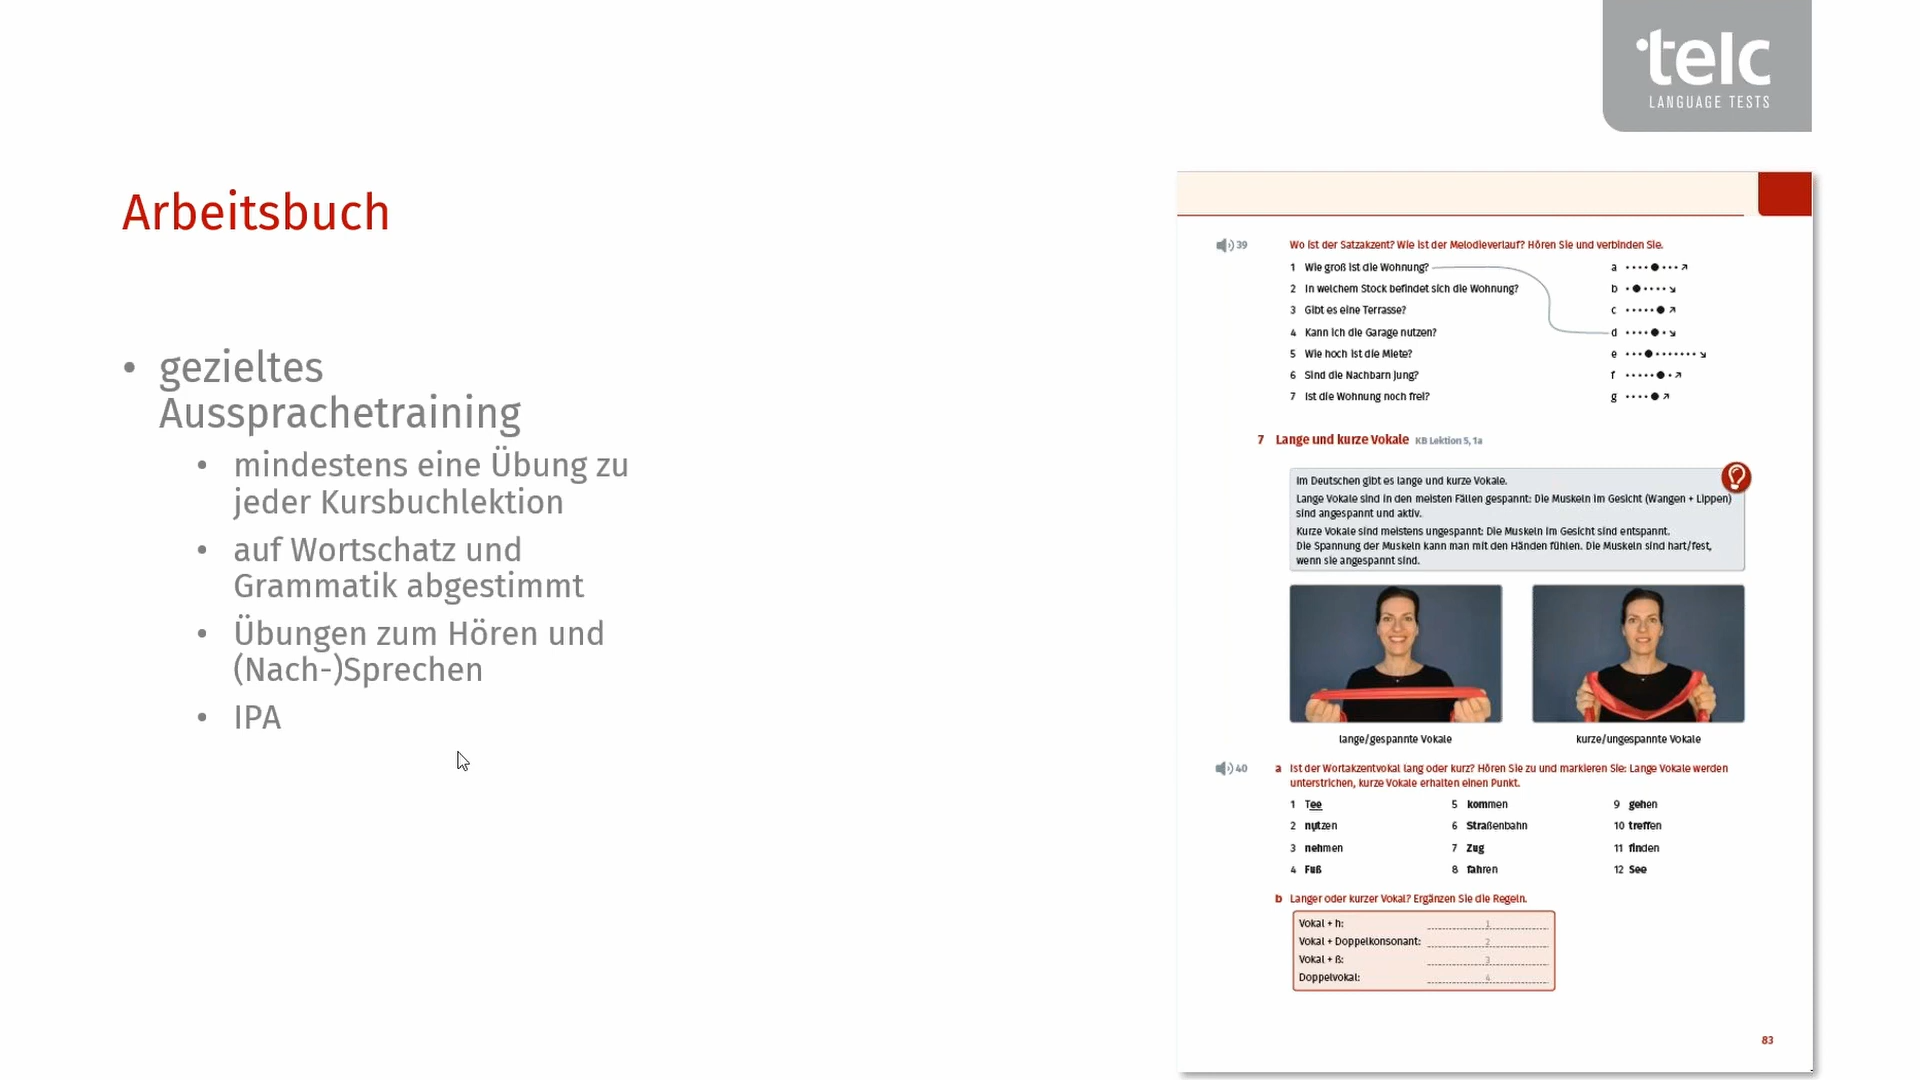 telc
LANGUAGE TESTS
Arbeitsbuch
• gezieltes
Aussprachetraining
• mindestens eine Übung zu
jeder Kursbuchlektion
• auf Wortschatz und
Grammatik abgestimmt
• Übungen zum Hören und
(Nach-)Sprechen
• IPA
39 Wo ist der Satzakzent? Wie ist der Melodieverlauf? Hören Sie und verbinden Sie.
1 Wie groß ist die Wohnung? a
2 In welchem Stock befindet sich die Wohnung? b
3 Gibt es eine Terrasse? c
4 Kann ich die Garage nutzen? d
5 Wie hoch ist die Miete? e
6 Sind die Nachbarn jung? f
7 Ist die Wohnung noch frei? g
7 Lange und kurze Vokale KB Lektion 5, 1a
Im Deutschen gibt es lange und kurze Vokale.
Lange Vokale sind in den meisten Fällen gespannt: Die Muskeln im Gesicht (Wangen + Lippen)
sind angespannt und aktiv.
Kurze Vokale sind meistens ungespannt: Die Muskeln im Gesicht sind entspannt.
Die Spannung der Muskeln kann man mit den Händen fühlen. Die Muskeln sind hart/fest,
wenn sie angespannt sind.
lange/gespannte Vokale kurze/ungespannte Vokale
40 a Ist der Wortakzentvokal lang oder kurz? Hören Sie zu und markieren Sie: Lange Vokale werden
unterstrichen, kurze Vokale erhalten einen Punkt.
1 Tee 5 kommen 9 gehen
2 nutzen 6 Straßenbahn 10 treffen
3 nehmen 7 Zug 11 finden
4 Fuß 8 fahren 12 See
b Langer oder kurzer Vokal? Ergänzen Sie die Regeln.
Vokal + h: 1
Vokal + Doppelkonsonant: 2
Vokal + ß: 3
Doppelvokal: 4
83